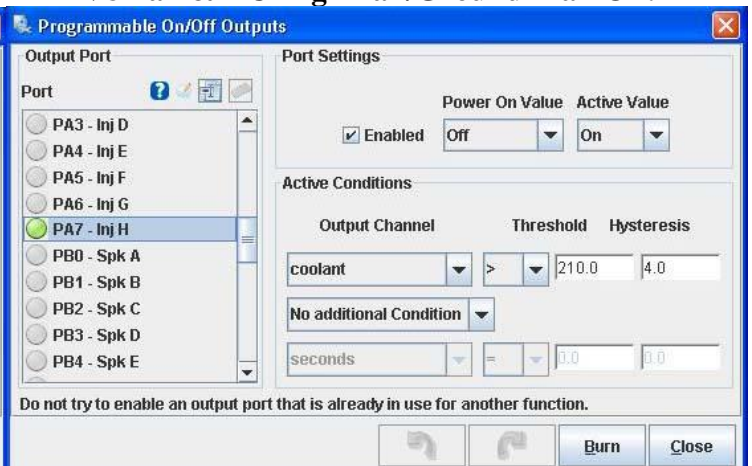 Programmable On/Off Outputs
Output Port
Port
PA3 - Inj D
PA4 - Inj E
PA5 - Inj F
PA6 - Inj G
PA7 - Inj H
PB0 - Spk A
PB1 - Spk B
PB2 - Spk C
PB3 - Spk D
PB4 - Spk E
Port Settings
Power On Value Active Value
Enabled Off On
Active Conditions
Output Channel Threshold Hysteresis
coolant > 210.0 4.0
No additional Condition
seconds = 0.0 0.0
Do not try to enable an output port that is already in use for another function.
Burn Close